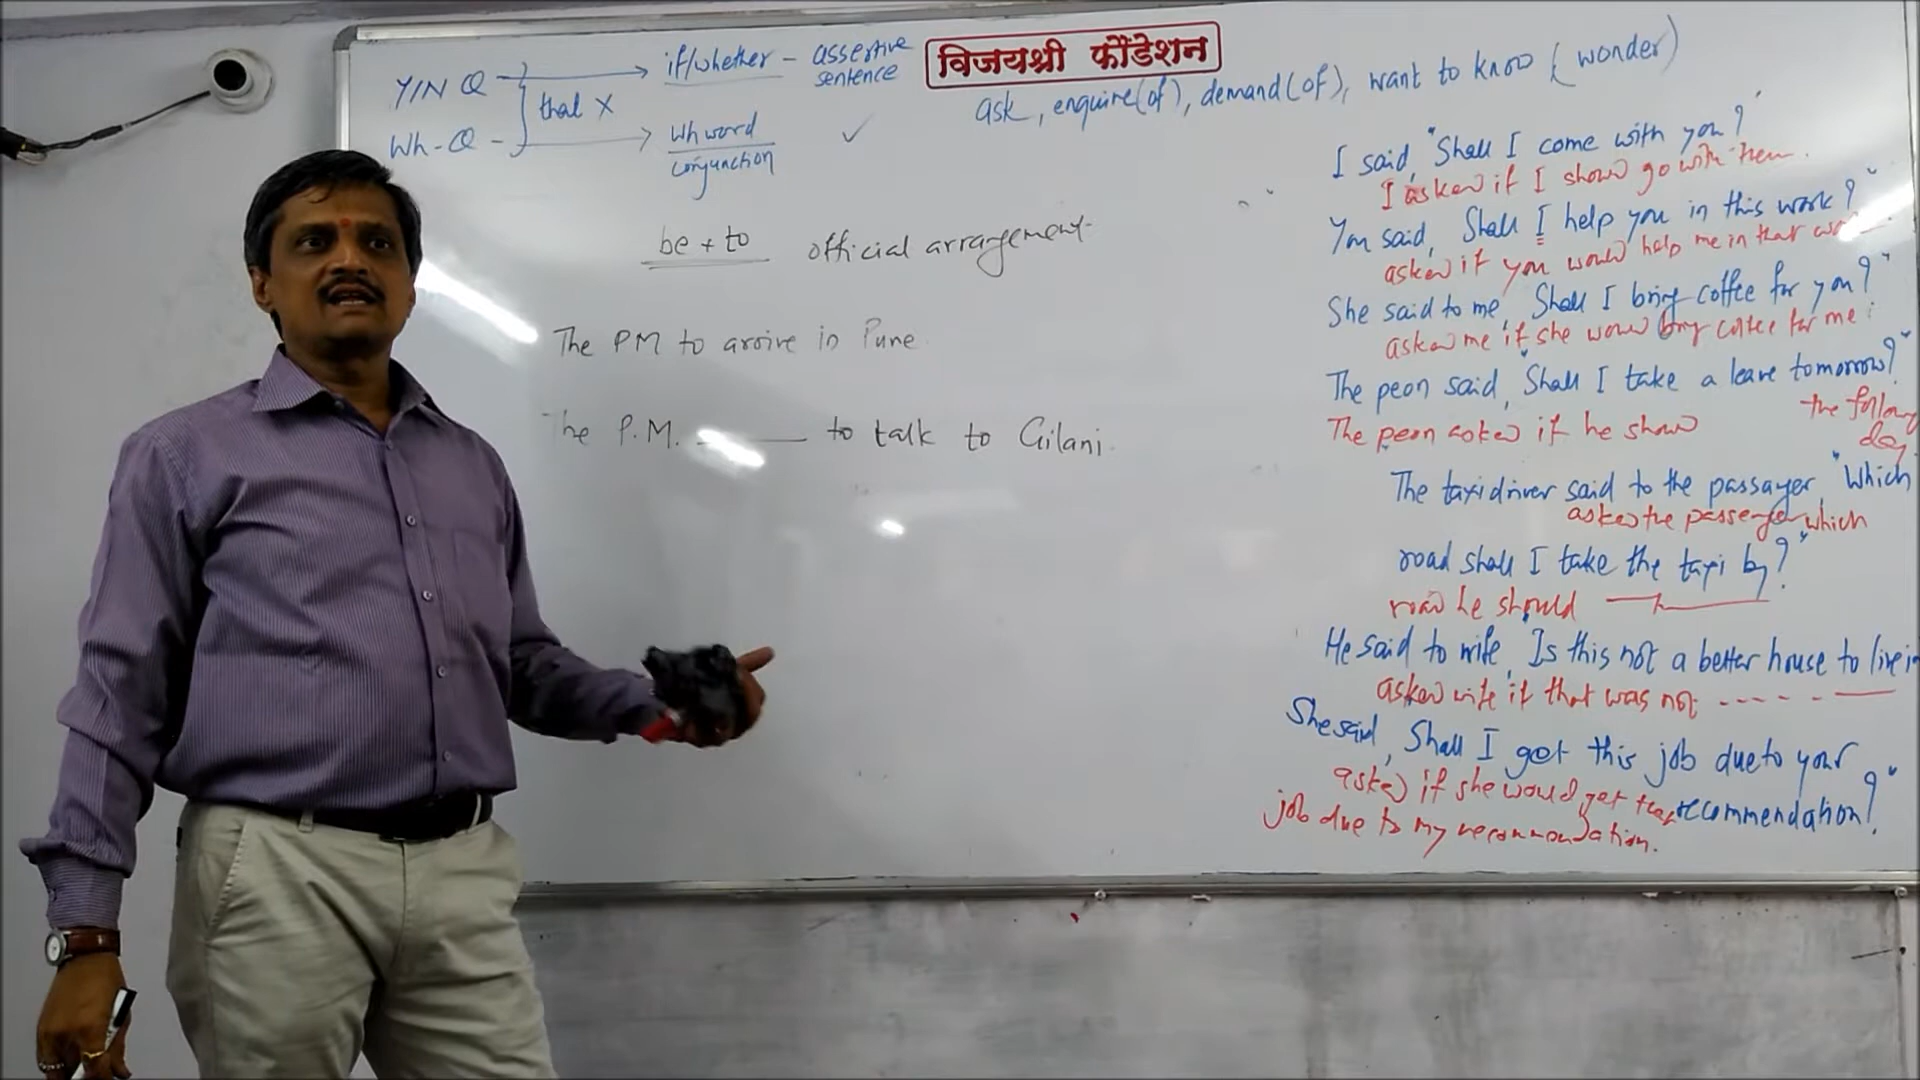 Y/N Q → if/whether - assertive
sentence
that X
Wh-Q - → Wh word
conjunction ✓
विजयश्री फौंडेशन
ask, enquire(of), demand(of), want to know (wonder)
be + to official arrangement.
The PM to arrive in Pune.
The P.M. ______ to talk to Gilani.
I said, "Shall I come with you?"
I asked if I should go with them.
You said, Shall I help you in this work?"
asked if you would help me in that
She said to me, Shall I bring coffee for you?"
asked me if she would bring coffee for me.
The peon said, "Shall I take a leave tomorrow?"
The peon asked if he should the following
day.
The taxi driver said to the passager, "Which
asked the passenger which
road shall I take the taxi by?"
road he should
He said to wife, Is this not a better house to live in
asked wife if that was not ----
She said, Shall I get this job due to your
recommendation?"
asked if she would get that
job due to my recommendation.